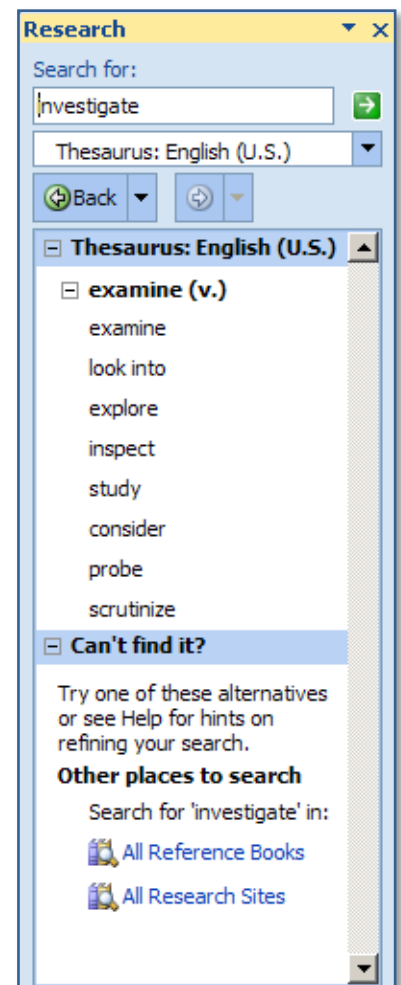 Research
Search for:
investigate
Thesaurus: English (U.S.)
Back
Thesaurus: English (U.S.)
examine (v.)
examine
look into
explore
inspect
study
consider
probe
scrutinize
Can't find it?
Try one of these alternatives
or see Help for hints on
refining your search.
Other places to search
Search for 'investigate' in:
All Reference Books
All Research Sites